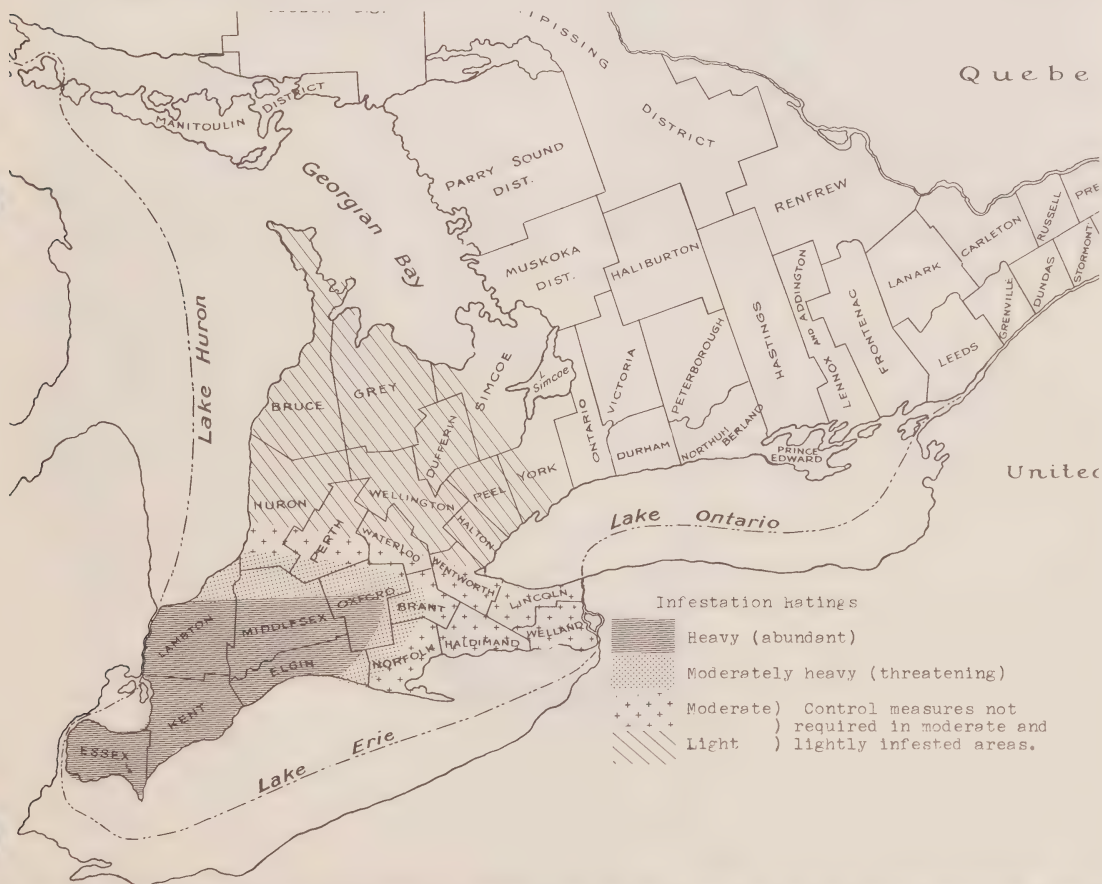 IPISSING
DISTRICT
Quebe
MANITOULIN DISTRICT
Georgian Bay
PARRY SOUND
DIST.
RENFREW
MUSKOKA
DIST.
HALIBURTON
HASTINGS
LENNOX AND ADDINGTON
FRONTENAC
LANARK
CARLETON
RUSSELL
PRE
STORMONT
DUNDAS
GRENVILLE
LEEDS
Lake Huron
BRUCE
GREY
SIMCOE
L Simcoe
DUFFERIN
ONTARIO
VICTORIA
PETERBOROUGH
DURHAM
NORTHUM
BERLAND
PRINCE
EDWARD
United
HURON
PERTH
WELLINGTON
WATERLOO
PEEL
HALTON
YORK
Lake Ontario
WENTWORTH
LINCOLN
WELLAND
HALDIMAND
BRANT
NORFOLK
OXFORD
MIDDLESEX
LAMBTON
ELGIN
KENT
ESSEX
Lake Erie
Infestation Ratings
Heavy (abundant)
Moderately heavy (threatening)
Moderate) Control measures not
) required in moderate and
Light ) lightly infested areas.